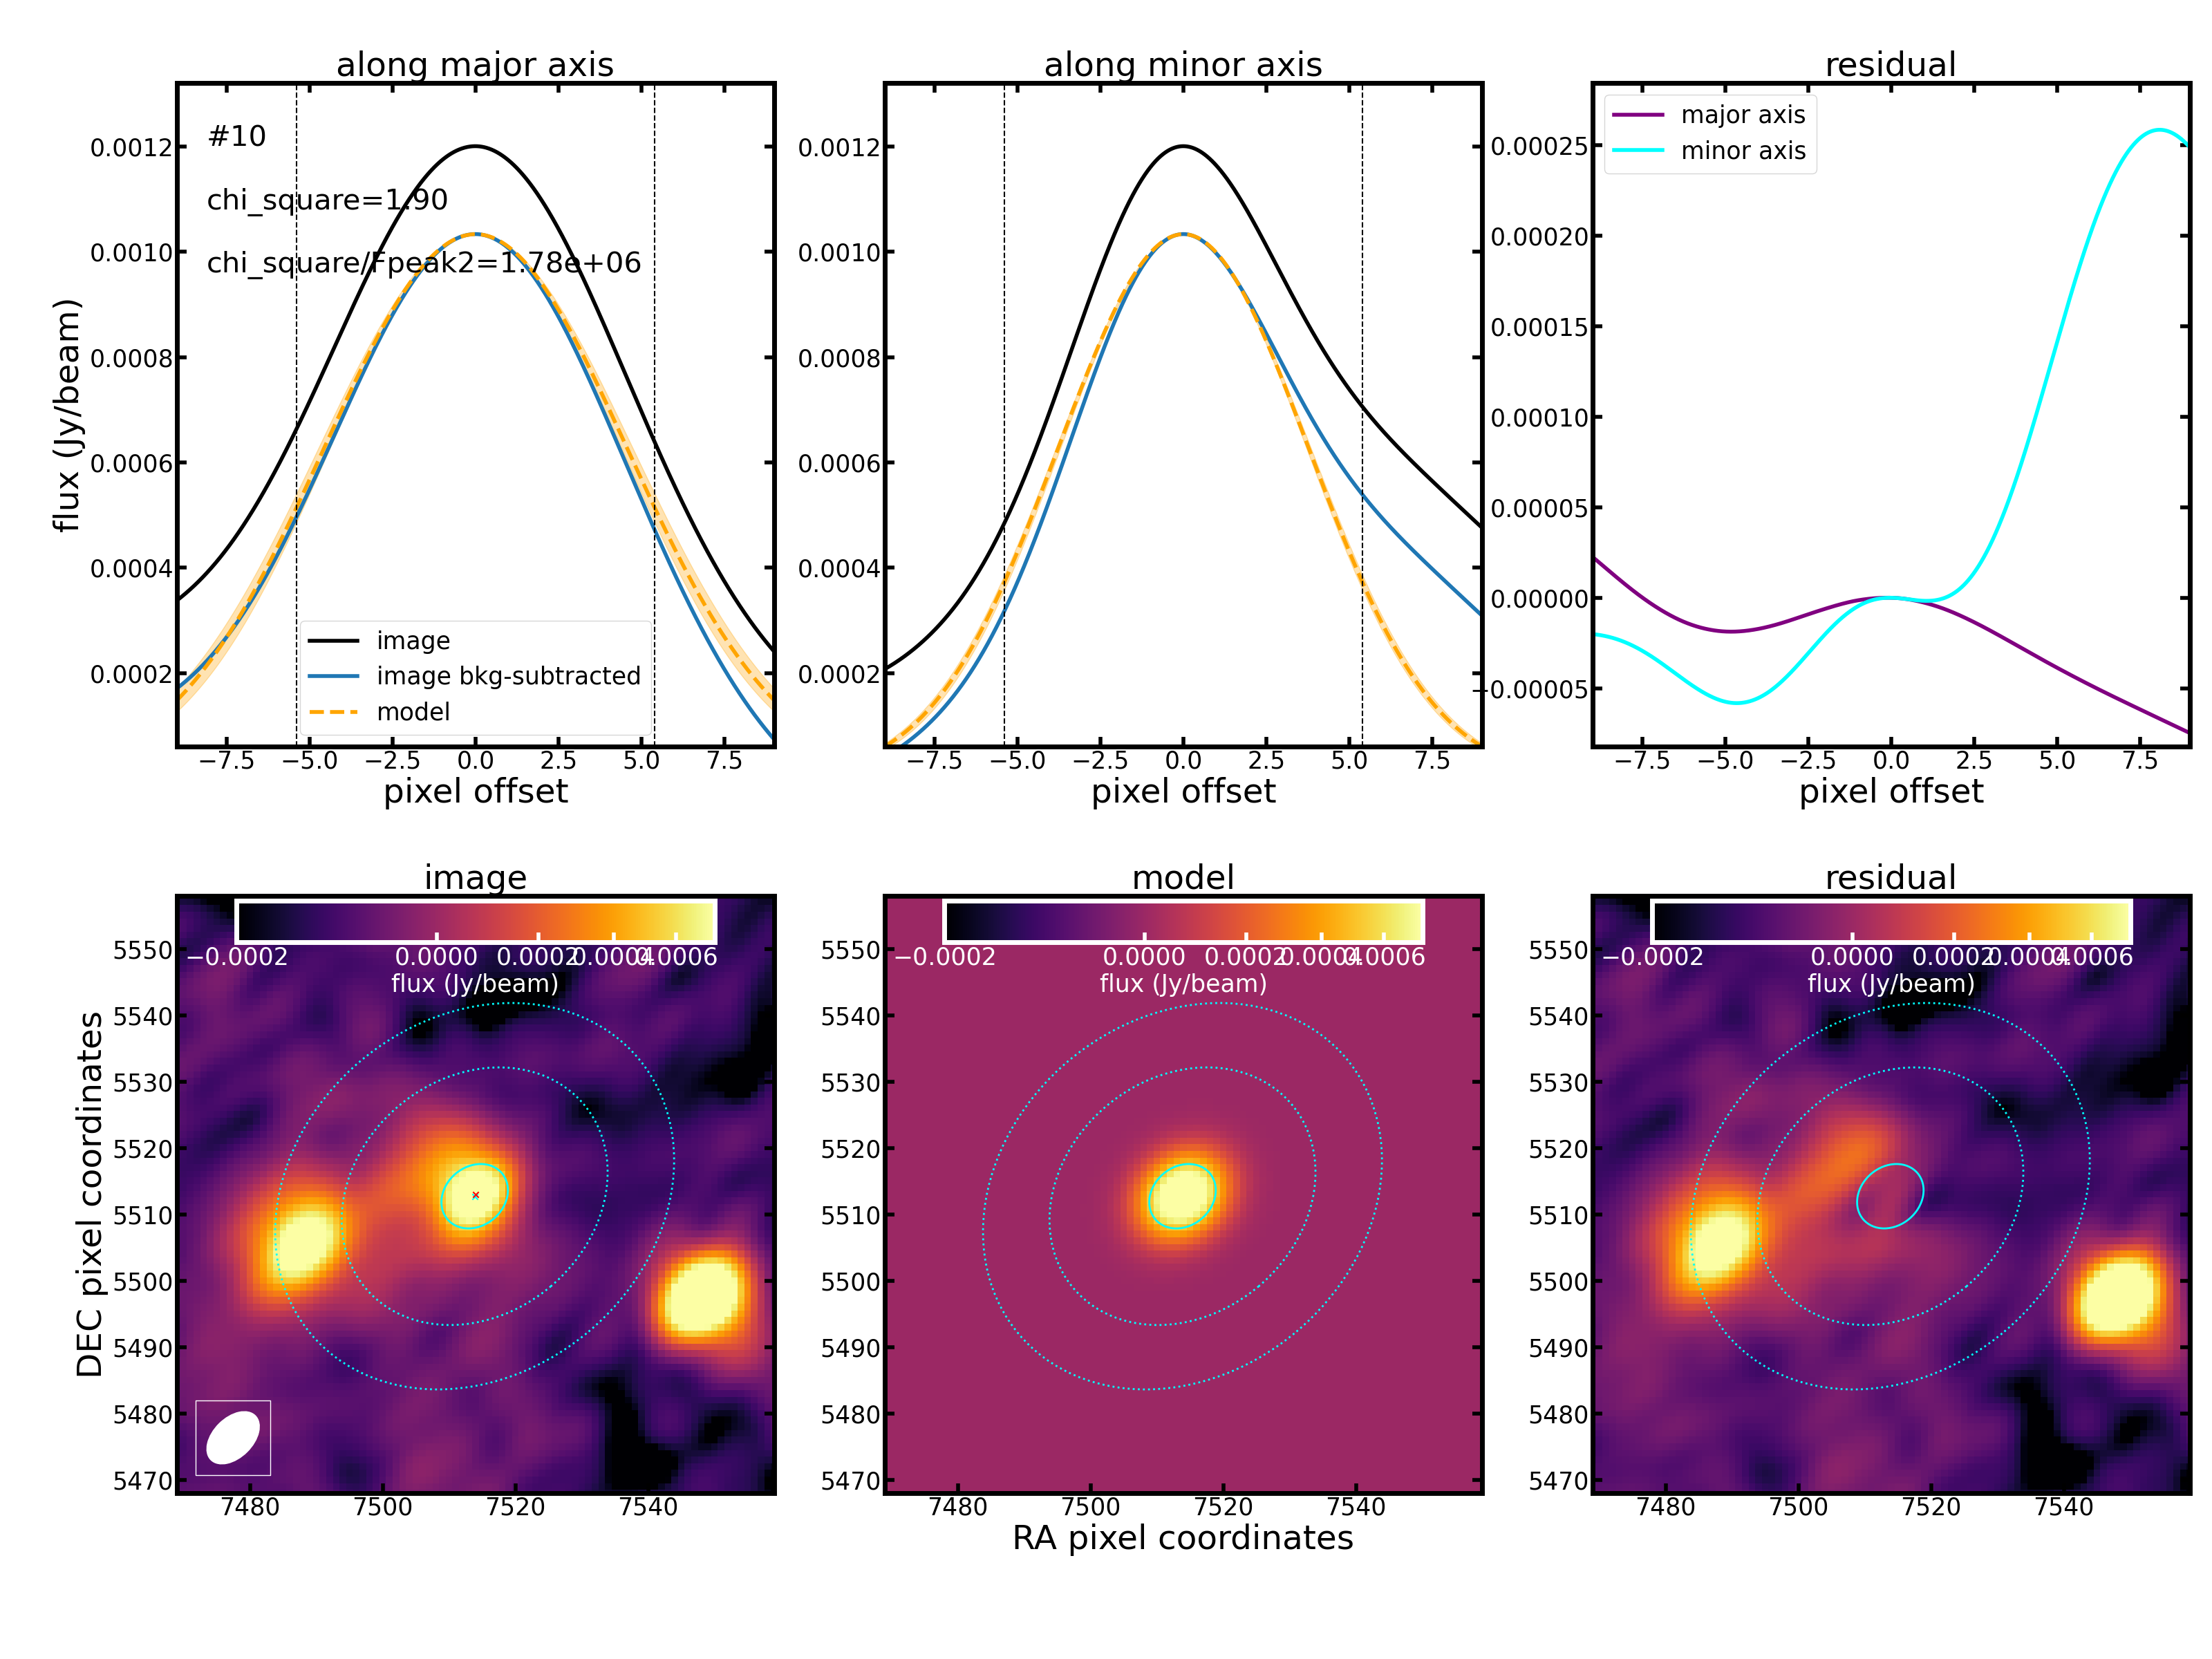 along major axis
along minor axis
residual
#10
chi_square=1.90
chi_square/Fpeak2=1.78e+06
0.0012
0.0010
0.0008
0.0006
0.0004
0.0002
flux (Jy/beam)
image
image bkg-subtracted
model
−7.5 −5.0 −2.5 0.0 2.5 5.0 7.5
pixel offset
0.0012
0.0010
0.0008
0.0006
0.0004
0.0002
−7.5 −5.0 −2.5 0.0 2.5 5.0 7.5
pixel offset
major axis
minor axis
0.00025
0.00020
0.00015
0.00010
0.00005
0.00000
−0.00005
−7.5 −5.0 −2.5 0.0 2.5 5.0 7.5
pixel offset
image
−0.0002 0.0000 0.0002 0.0004 0.0006
flux (Jy/beam)
5550
5540
5530
5520
5510
5500
5490
5480
5470
DEC pixel coordinates
7480 7500 7520 7540
model
−0.0002 0.0000 0.0002 0.0004 0.0006
flux (Jy/beam)
5550
5540
5530
5520
5510
5500
5490
5480
5470
7480 7500 7520 7540
RA pixel coordinates
residual
−0.0002 0.0000 0.0002 0.0004 0.0006
flux (Jy/beam)
5550
5540
5530
5520
5510
5500
5490
5480
5470
7480 7500 7520 7540